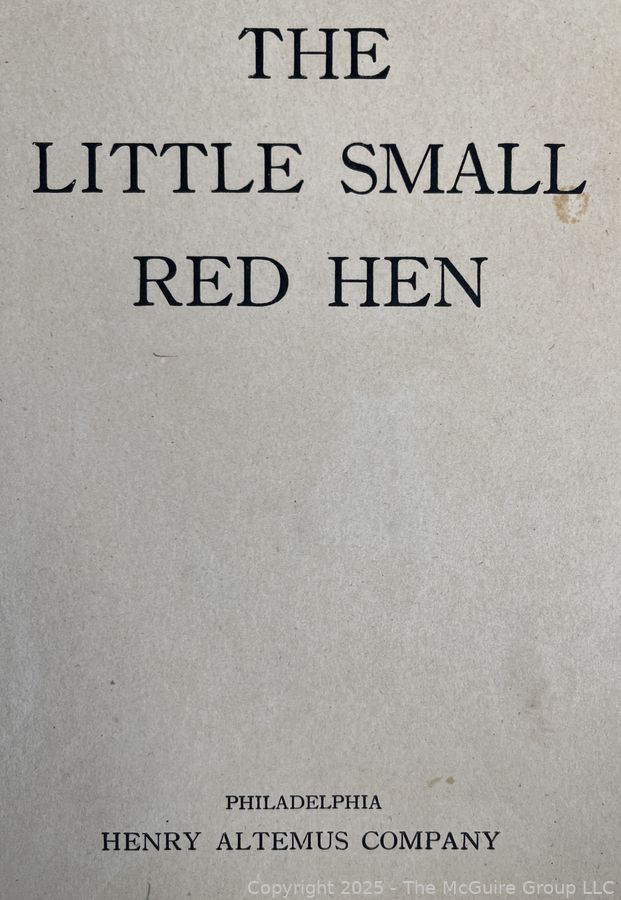 THE
LITTLE SMALL
RED HEN
PHILADELPHIA
HENRY ALTEMUS COMPANY
Copyright 2025 - The McGuire Group LLC